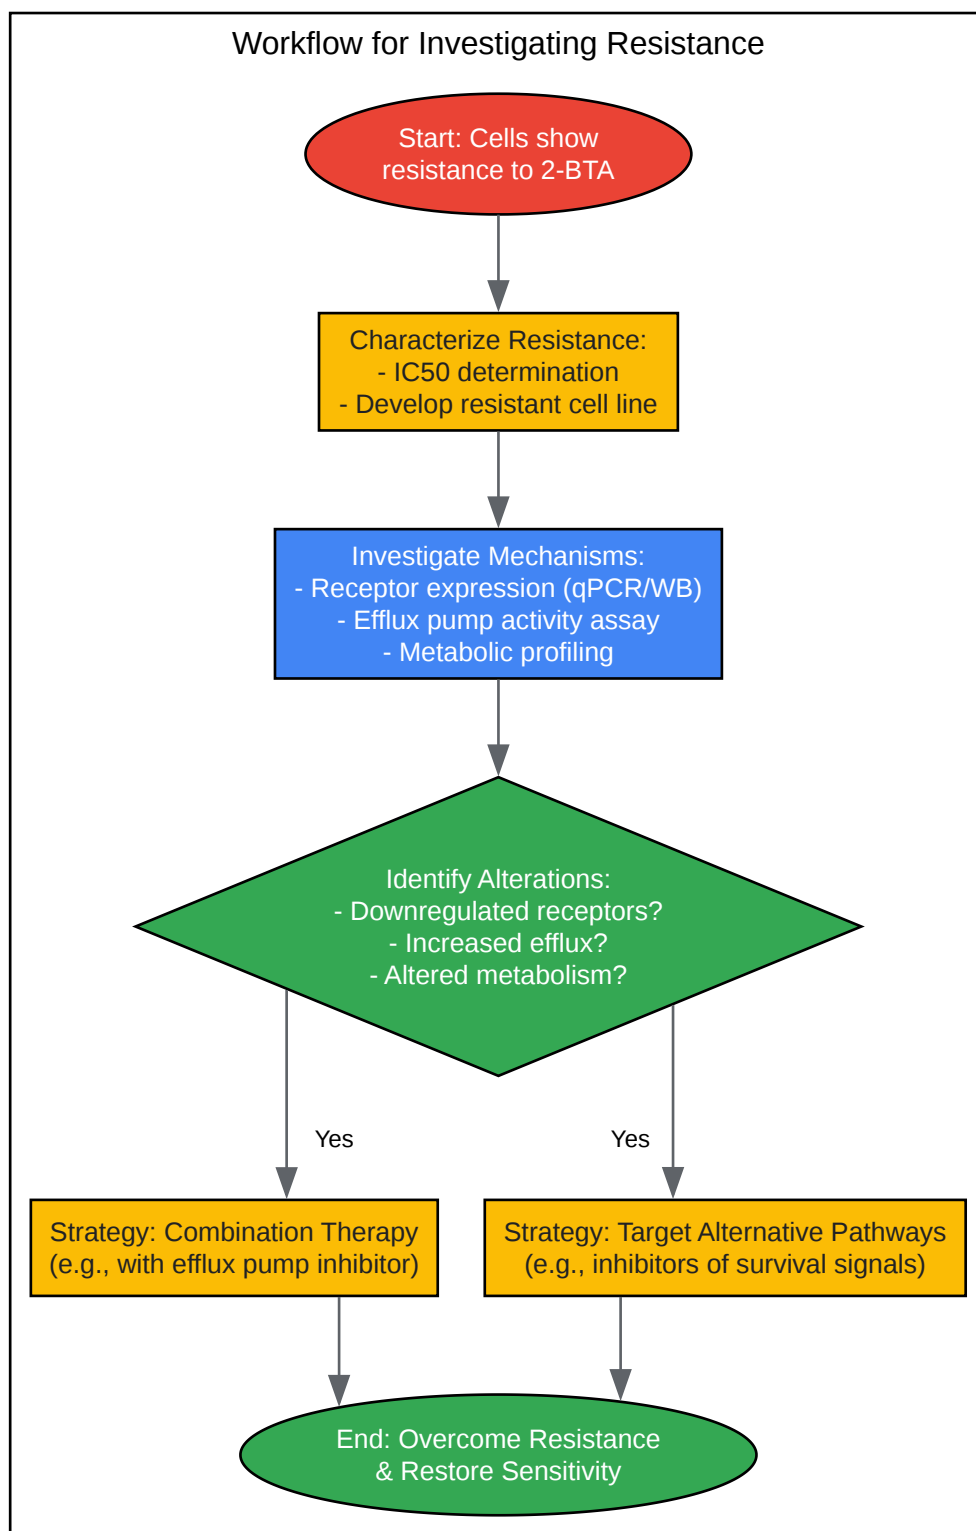 Workflow for Investigating Resistance
Start: Cells show
resistance to 2-BTA
Characterize Resistance:
- IC50 determination
- Develop resistant cell line
Investigate Mechanisms:
- Receptor expression (qPCR/WB)
- Efflux pump activity assay
- Metabolic profiling
Identify Alterations:
- Downregulated receptors?
- Increased efflux?
- Altered metabolism?
Yes
Yes
Strategy: Combination Therapy
(e.g., with efflux pump inhibitor)
Strategy: Target Alternative Pathways
(e.g., inhibitors of survival signals)
End: Overcome Resistance
& Restore Sensitivity